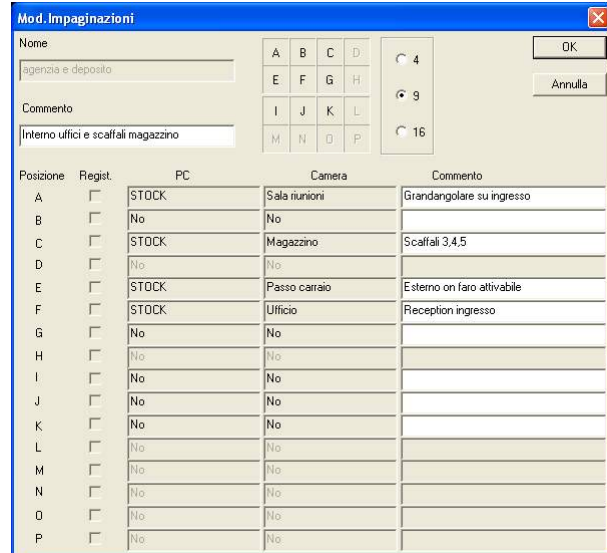 Mod.Impaginazioni
Nome
agenzia e deposito
Commento
Interno uffici e scaffali magazzino
A B C D
E F G H
I J K L
M N O P
4
9
16
OK
Annulla
Posizione Regist. PC Camera Commento
A STOCK Sala riunioni Grandangolare su ingresso
B No No
C STOCK Magazzino Scaffali 3,4,5
D No No
E STOCK Passo carraio Esterno on faro attivabile
F STOCK Ufficio Reception ingresso
G No No
H No No
I No No
J No No
K No No
L No No
M No No
N No No
O No No
P No No